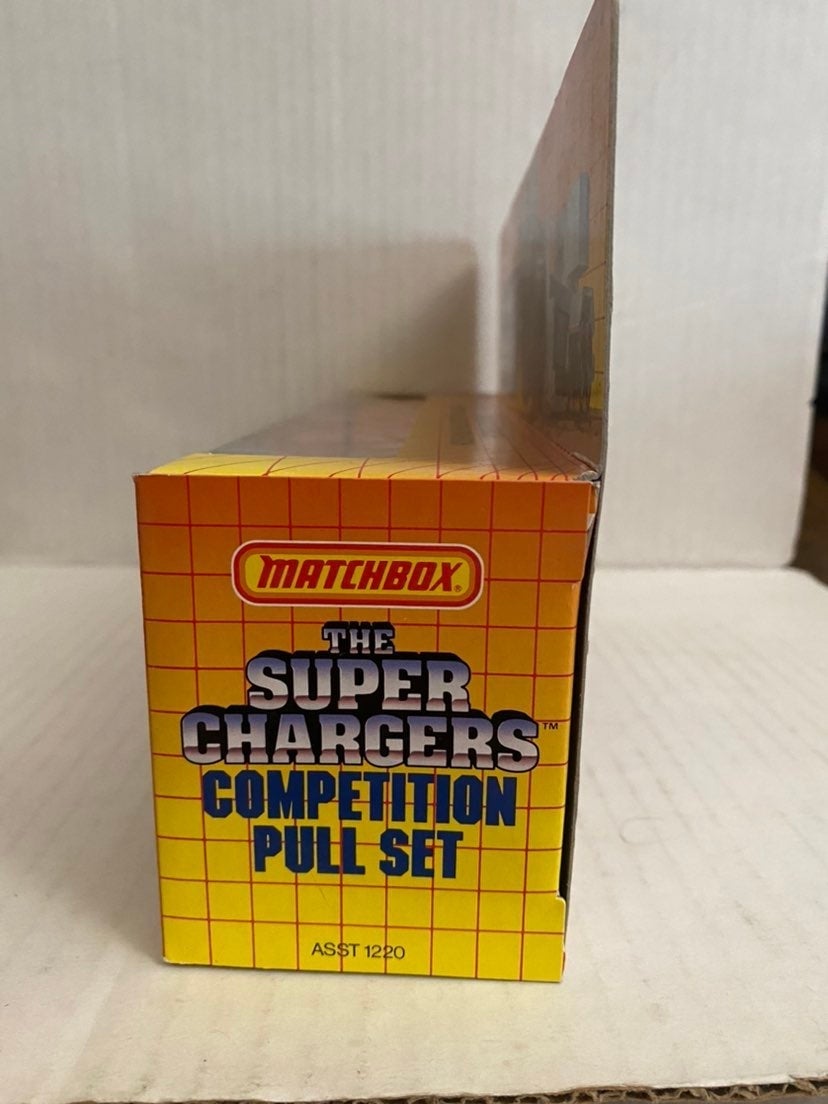 MATCHBOX®
THE
SUPER
CHARGERS™
COMPETITION
PULL SET
ASST 1220